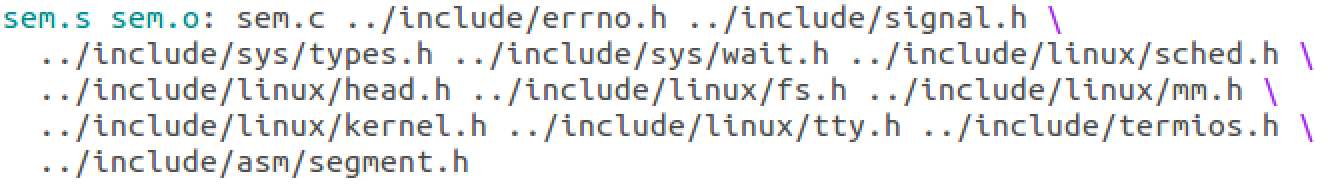 sem.s sem.o: sem.c ../include/errno.h ../include/signal.h \
../include/sys/types.h ../include/sys/wait.h ../include/linux/sched.h \
../include/linux/head.h ../include/linux/fs.h ../include/linux/mm.h \
../include/linux/kernel.h ../include/linux/tty.h ../include/termios.h \
../include/asm/segment.h